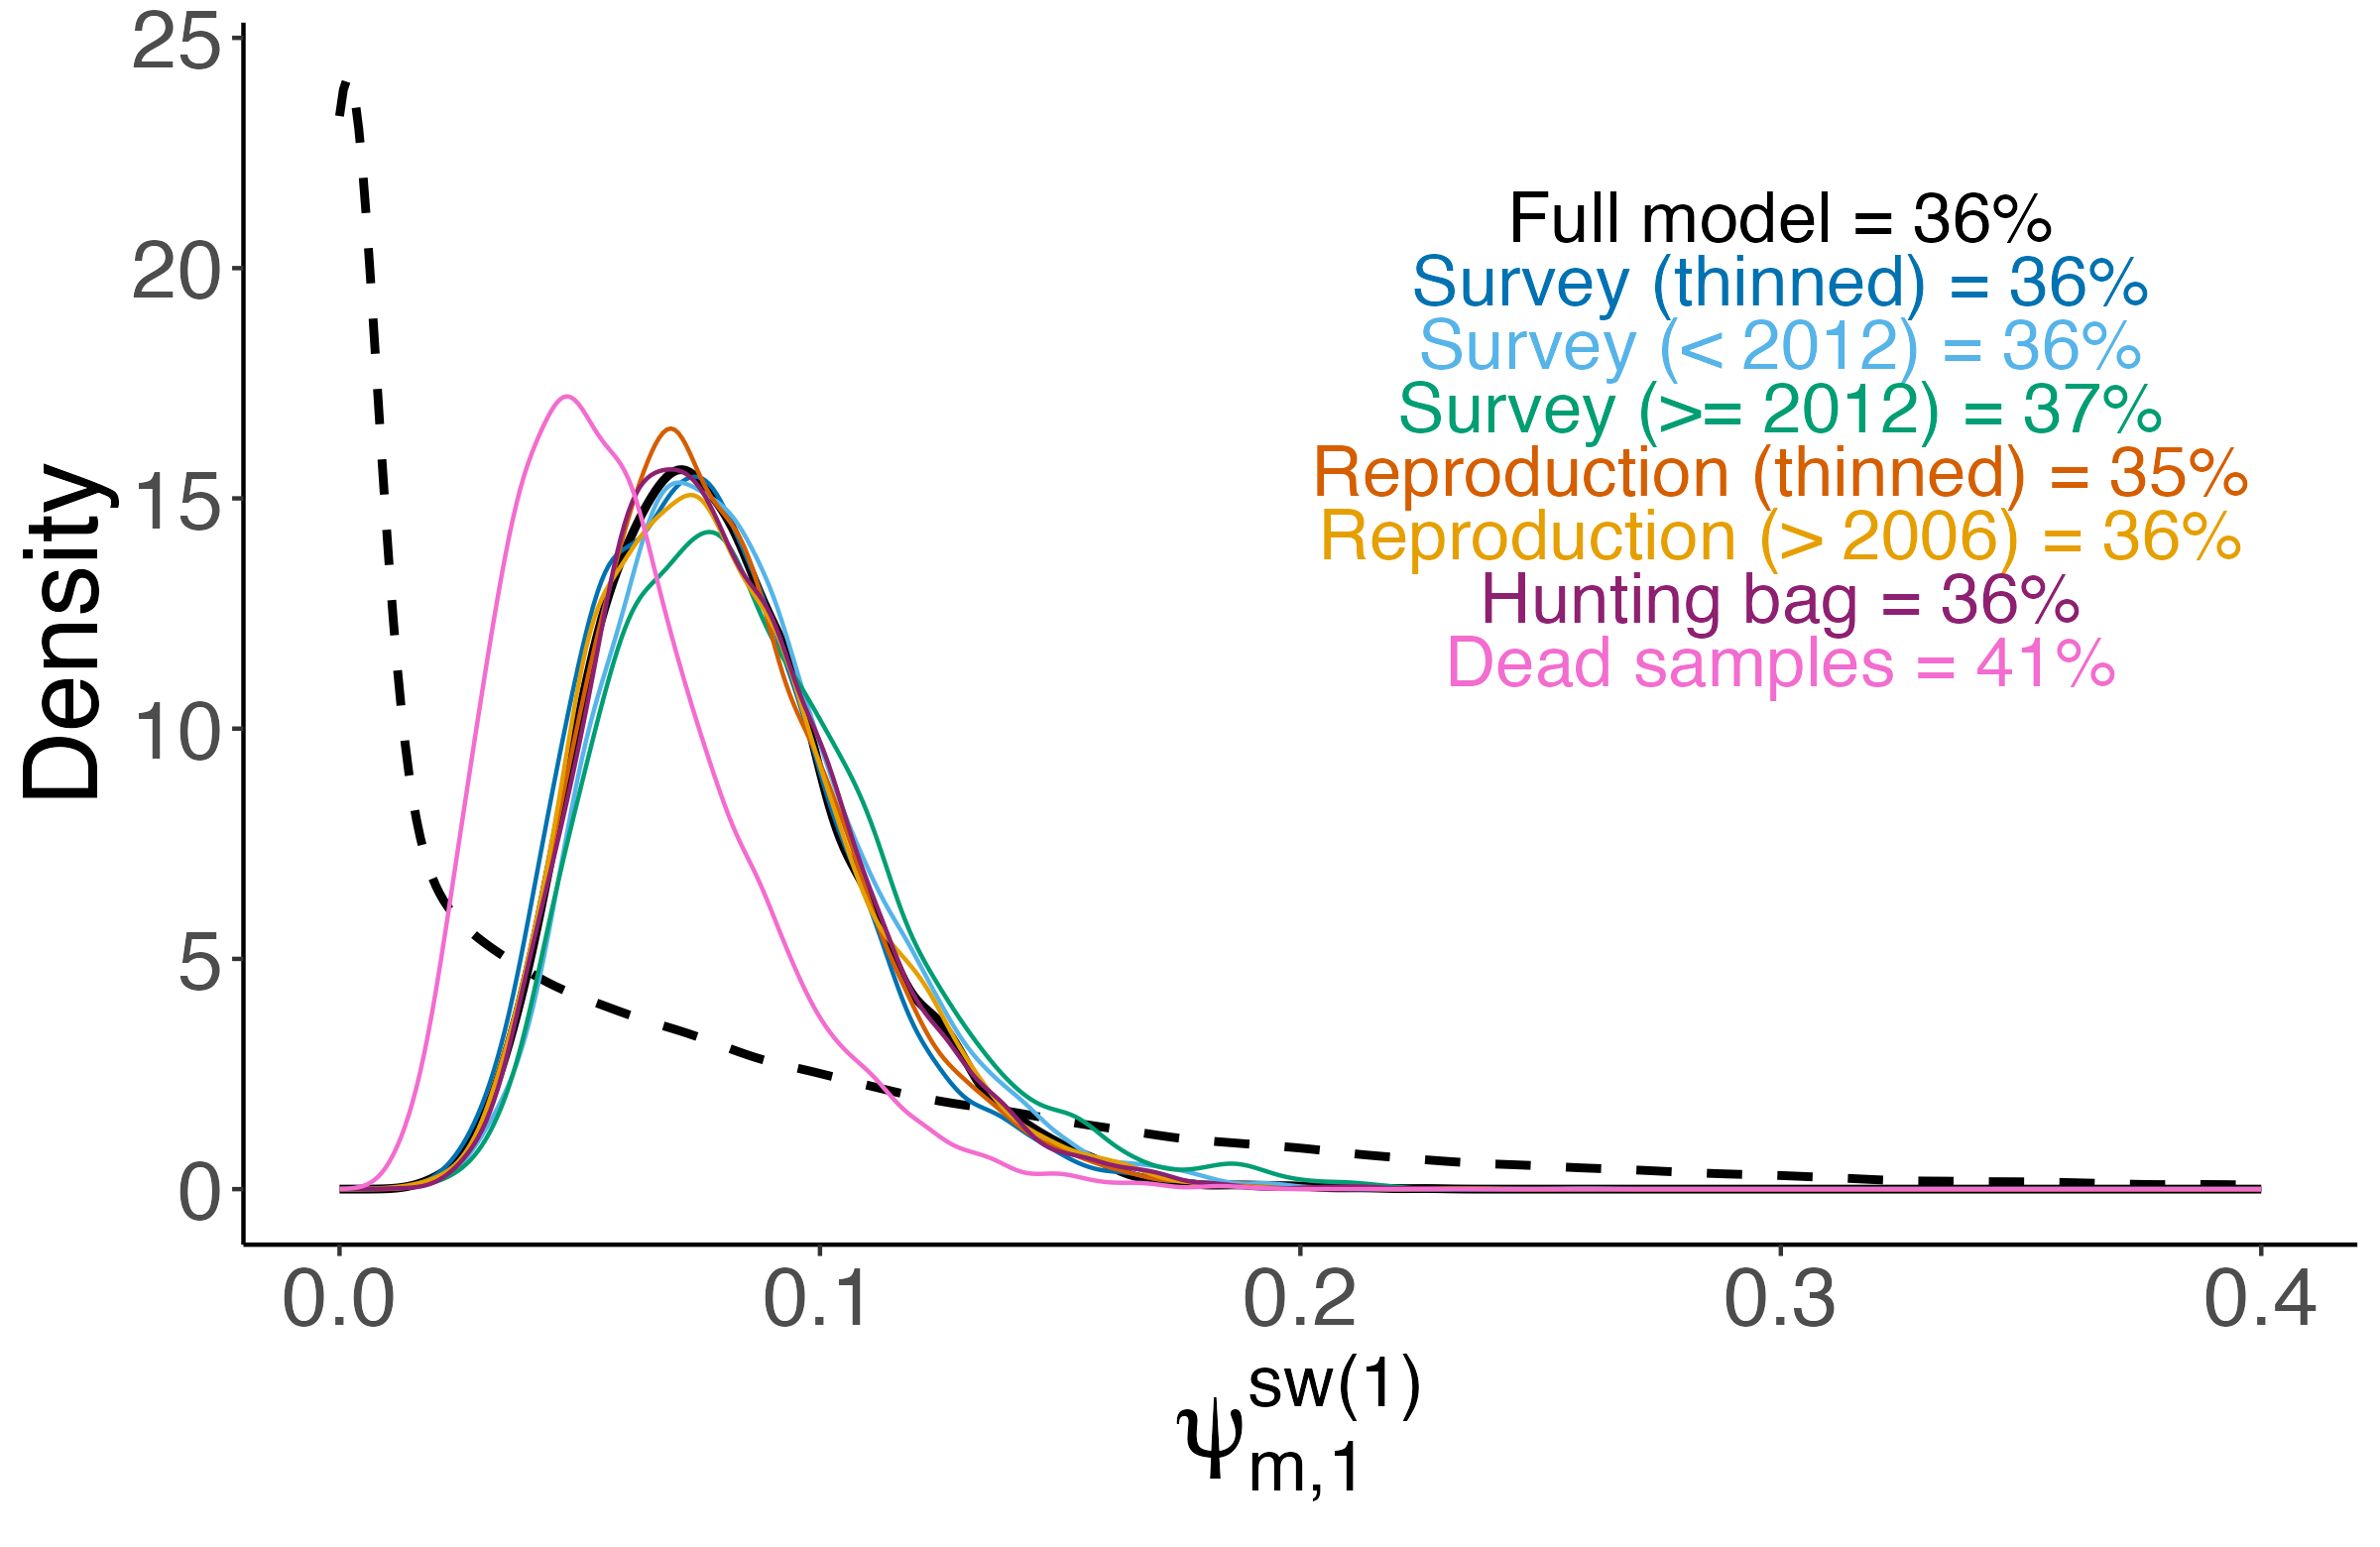 25
20
15
10
5
0
Density
Full model = 36%
Survey (thinned) = 36%
Survey (< 2012) = 36%
Survey (>= 2012) = 37%
Reproduction (thinned) = 35%
Reproduction (> 2006) = 36%
Hunting bag = 36%
Dead samples = 41%
0.0 0.1 0.2 0.3 0.4
ψ sw(1)
m,1